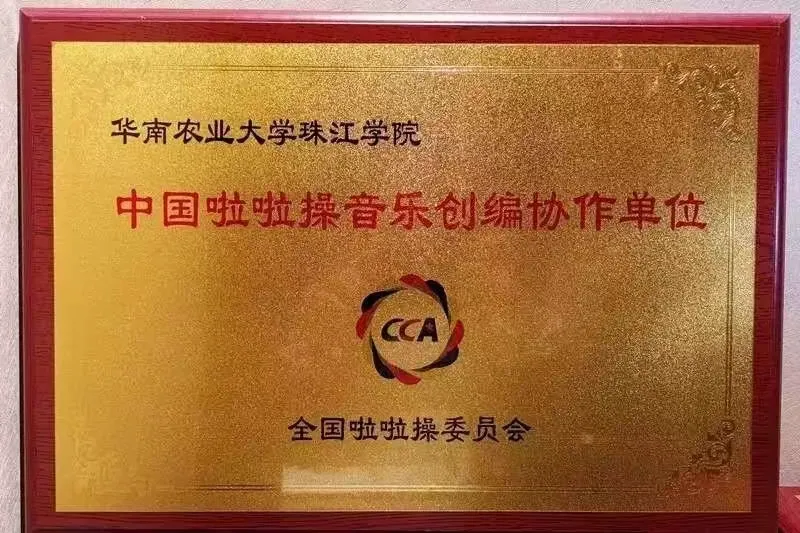 华南农业大学珠江学院
中国啦啦操音乐创编协作单位
CCA
全国啦啦操委员会